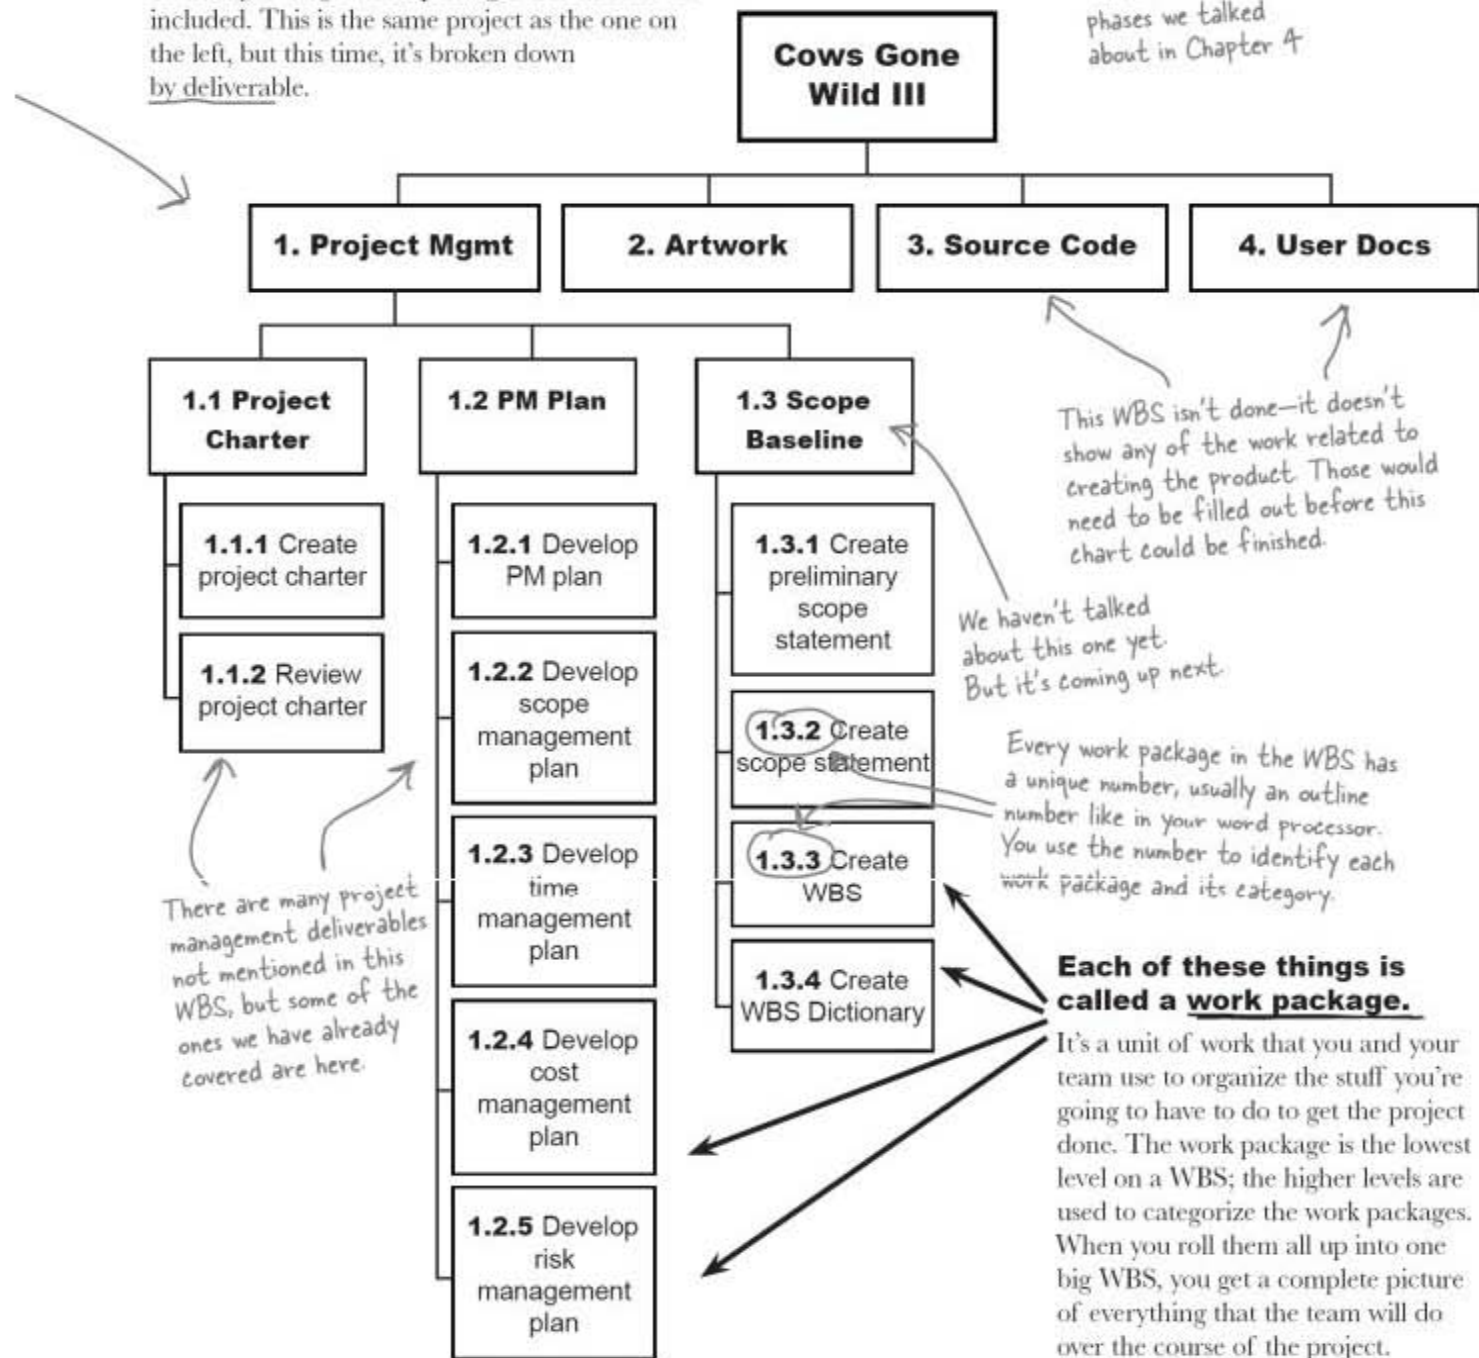 included. This is the same project as the one on
the left, but this time, it's broken down
by deliverable.
phases we talked
about in Chapter 4
Cows Gone
Wild III
1. Project Mgmt
2. Artwork
3. Source Code
4. User Docs
1.1 Project
Charter
1.2 PM Plan
1.3 Scope
Baseline
This WBS isn't done—it doesn't
show any of the work related to
creating the product. Those would
need to be filled out before this
chart could be finished.
1.1.1 Create
project charter
1.1.2 Review
project charter
1.2.1 Develop
PM plan
1.2.2 Develop
scope
management
plan
1.2.3 Develop
time
management
plan
1.2.4 Develop
cost
management
plan
1.2.5 Develop
risk
management
plan
1.3.1 Create
preliminary
scope
statement
1.3.2 Create
scope statement
1.3.3 Create
WBS
1.3.4 Create
WBS Dictionary
We haven't talked
about this one yet.
But it's coming up next.
Every work package in the WBS has
a unique number, usually an outline
number like in your word processor.
You use the number to identify each
work package and its category.
There are many project
management deliverables
not mentioned in this
WBS, but some of the
ones we have already
covered are here.
Each of these things is
called a work package.
It's a unit of work that you and your
team use to organize the stuff you're
going to have to do to get the project
done. The work package is the lowest
level on a WBS; the higher levels are
used to categorize the work packages.
When you roll them all up into one
big WBS, you get a complete picture
of everything that the team will do
over the course of the project.